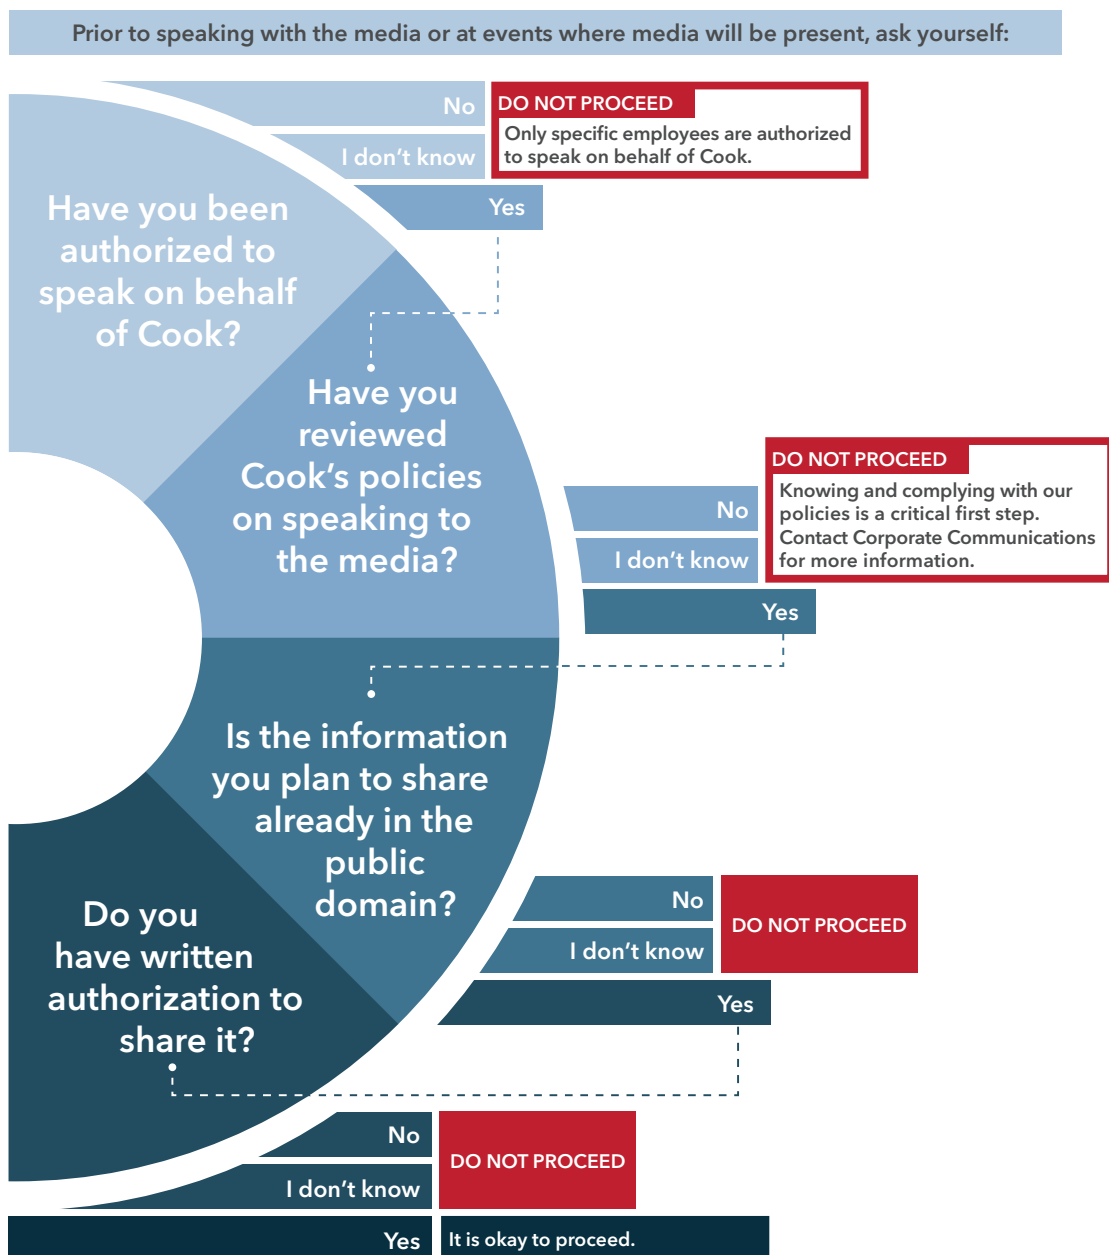 Prior to speaking with the media or at events where media will be present, ask yourself:
Have you been
authorized to
speak on behalf
of Cook?
No
I don’t know
DO NOT PROCEED
Only specific employees are authorized
to speak on behalf of Cook.
Yes
Have you
reviewed
Cook’s policies
on speaking to
the media?
No
I don’t know
DO NOT PROCEED
Knowing and complying with our
policies is a critical first step.
Contact Corporate Communications
for more information.
Yes
Is the information
you plan to share
already in the
public
domain?
No
I don’t know
DO NOT PROCEED
Yes
Do you
have written
authorization to
share it?
No
I don’t know
DO NOT PROCEED
Yes
It is okay to proceed.